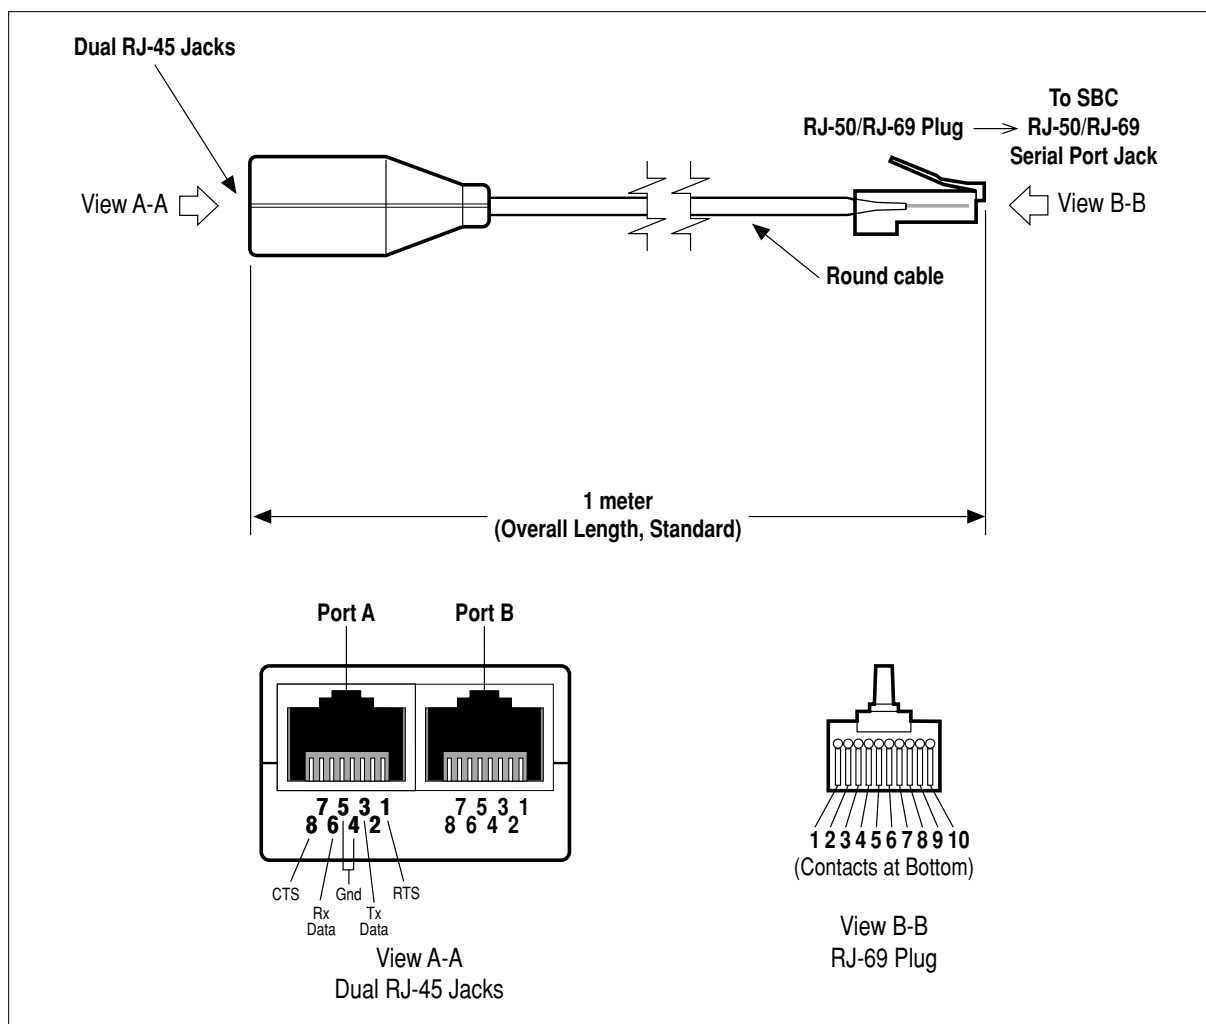 Dual RJ-45 Jacks
To SBC
RJ-50/RJ-69 Plug
RJ-50/RJ-69
Serial Port Jack
View A-A
View B-B
Round cable
1 meter
(Overall Length, Standard)
Port A
Port B
7 5 3 1
8 6 4 2
7 5 3 1
8 6 4 2
CTS
Rx
Data
Gnd
Tx
Data
RTS
View A-A
Dual RJ-45 Jacks
1 2 3 4 5 6 7 8 9 10
(Contacts at Bottom)
View B-B
RJ-69 Plug